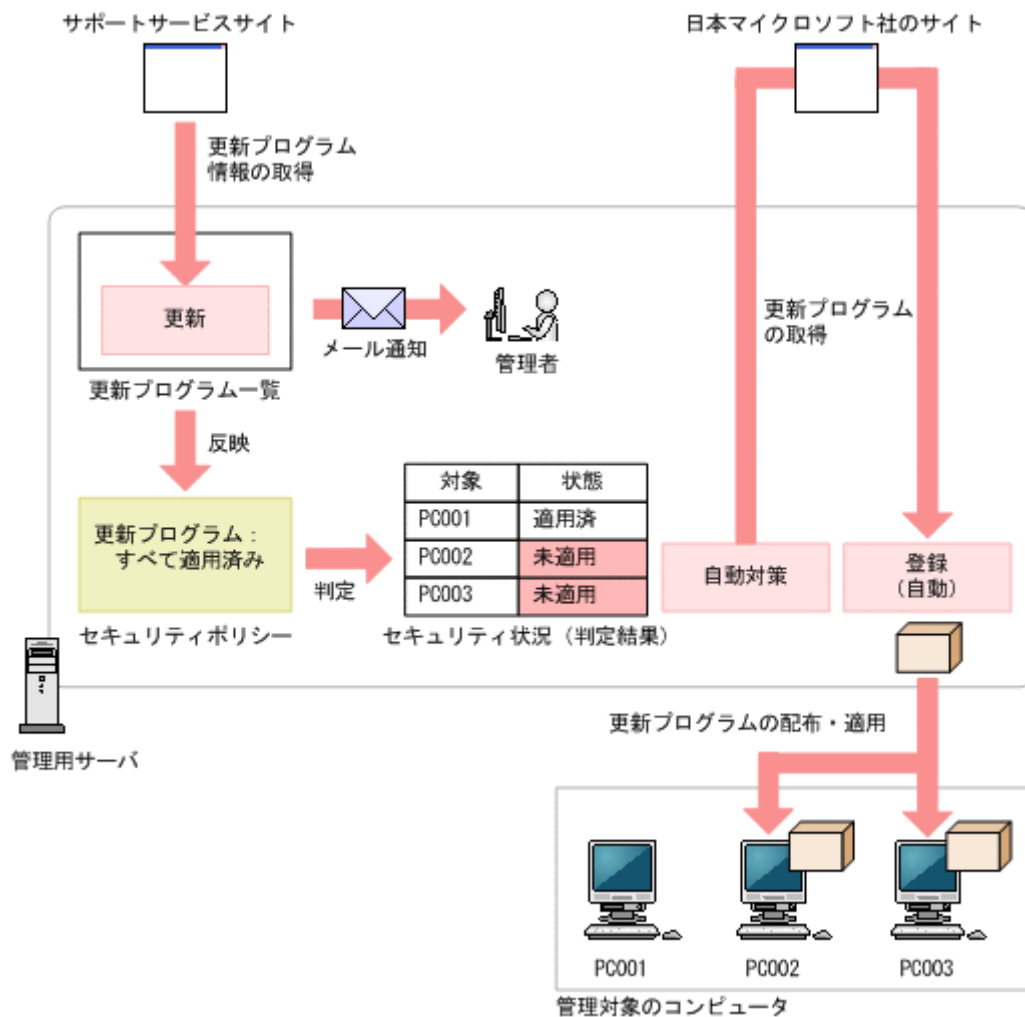 サポートサービスサイト
日本マイクロソフト社のサイト
更新プログラム
情報の取得
更新
メール通知
管理者
更新プログラム一覧
更新プログラム
の取得
反映
更新プログラム：
すべて適用済み
セキュリティポリシー
判定
対象 状態
PC001 適用済
PC002 未適用
PC003 未適用
セキュリティ状況（判定結果）
自動対策
登録
（自動）
管理用サーバ
更新プログラムの配布・適用
PC001 PC002 PC003
管理対象のコンピュータ